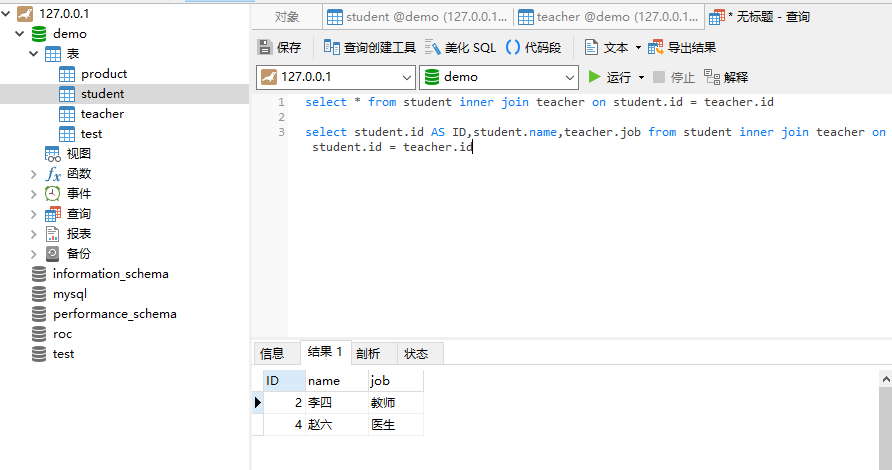 127.0.0.1
demo
表
product
student
teacher
test
视图
函数
事件
查询
报表
备份
information_schema
mysql
performance_schema
roc
test
对象
student @demo (127.0.0.1...
teacher @demo (127.0.0.1...
* 无标题 - 查询
保存
查询创建工具
美化 SQL
代码段
文本
导出结果
127.0.0.1
demo
运行
停止
解释
1 select * from student inner join teacher on student.id = teacher.id
2
3 select student.id AS ID,student.name,teacher.job from student inner join teacher on
student.id = teacher.id
信息
结果 1
剖析
状态
ID name job
2 李四 教师
4 赵六 医生